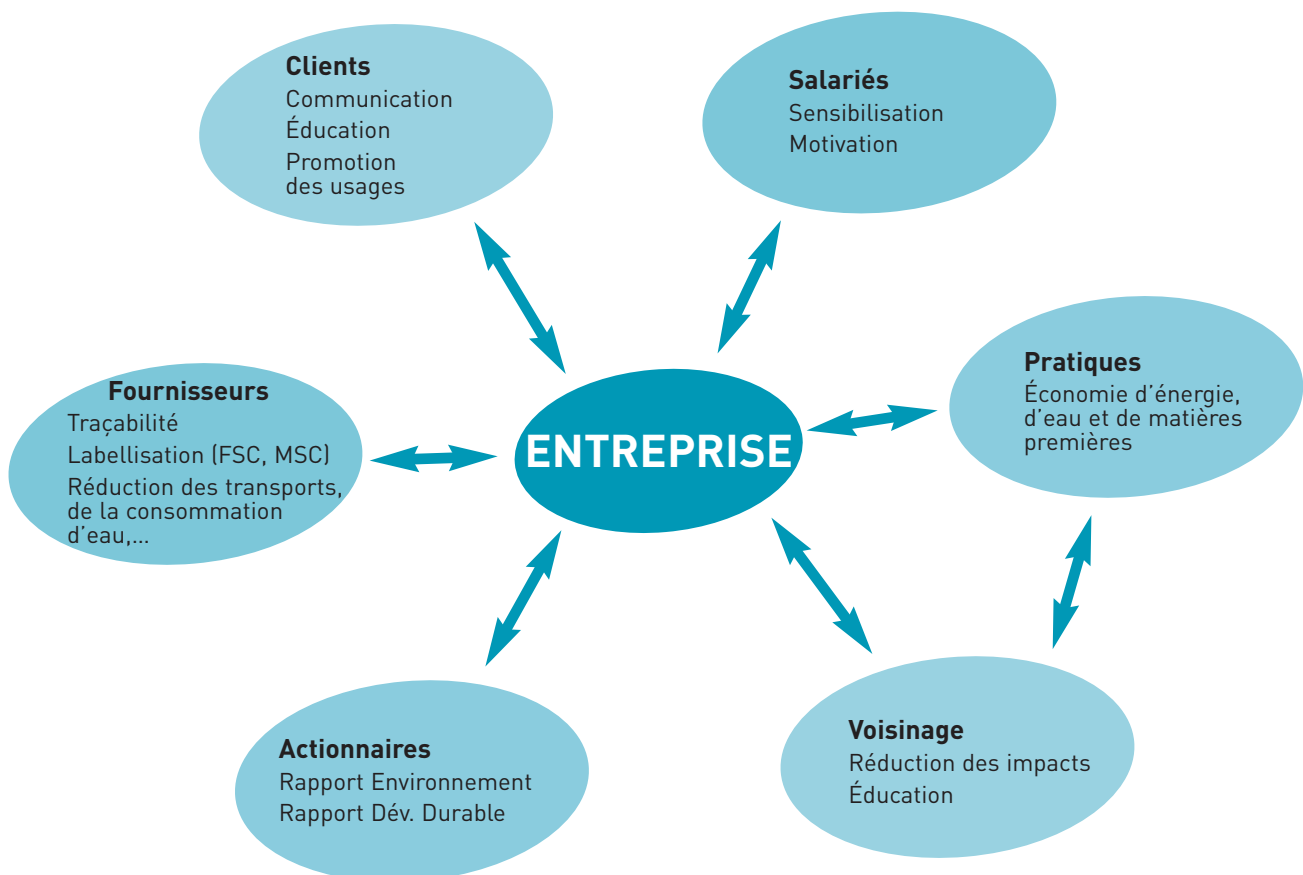 Clients
Communication
Éducation
Promotion
des usages
Salariés
Sensibilisation
Motivation
Pratiques
Économie d'énergie,
d'eau et de matières
premières
Fournisseurs
Traçabilité
Labellisation (FSC, MSC)
Réduction des transports,
de la consommation
d'eau,...
ENTREPRISE
Actionnaires
Rapport Environnement
Rapport Dév. Durable
Voisinage
Réduction des impacts
Éducation